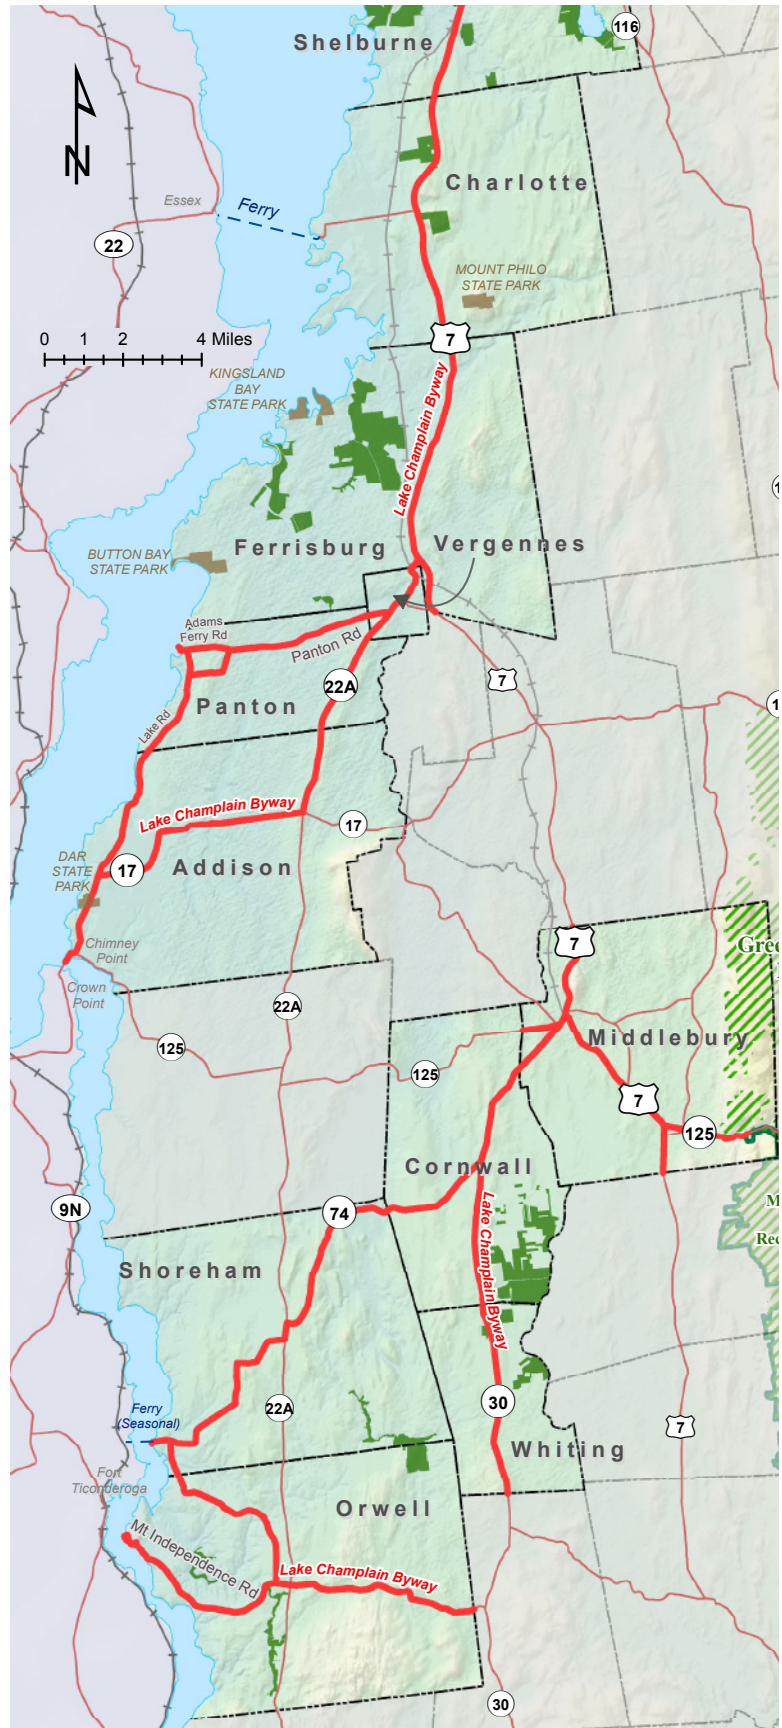 Shelburne
116
N
Charlotte
Essex
Ferry
22
MOUNT PHILO
STATE PARK
7
0 1 2 4 Miles
KINGSLAND
BAY
STATE PARK
Lake Champlain Byway
Ferrisburg
Vergennes
BUTTON BAY
STATE PARK
Adams
Ferry Rd
Panton Rd
22A
7
Panton
Lake Rd
Lake Champlain Byway
17
17
DAR
STATE
PARK
Addison
Chimney
Point
7
Crown
Point
22A
125
Middlebury
125
7
125
Cornwall
9N
74
Lake Champlain Byway
Shoreham
Ferry
(Seasonal)
22A
30
7
Whiting
Fort
Ticonderoga
Orwell
Mt Independence Rd
Lake Champlain Byway
30